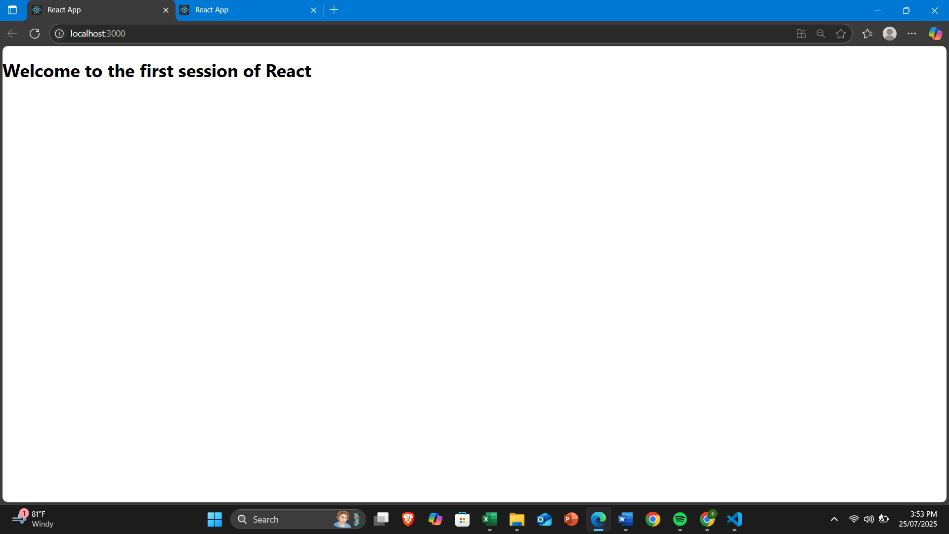 React App
React App
localhost:3000
Welcome to the first session of React
1
81°F
Windy
Search
3:53 PM
25/07/2025